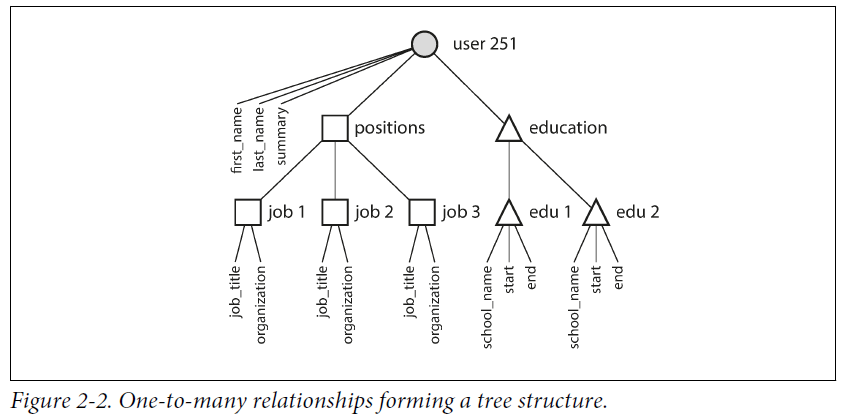 user 251
first_name
last_name
summary
positions
education
job 1
job 2
job 3
edu 1
edu 2
job_title
organization
job_title
organization
job_title
organization
school_name
start
end
school_name
start
end
Figure 2-2. One-to-many relationships forming a tree structure.